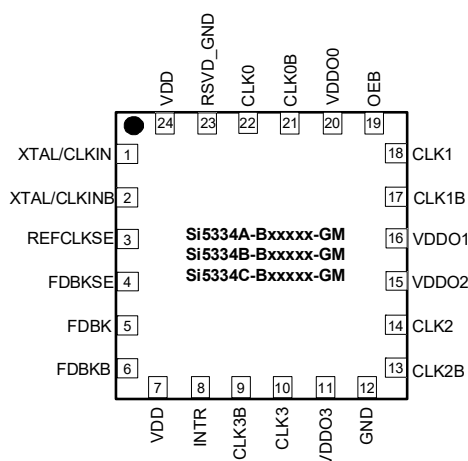 VDD
RSVD_GND
CLK0
CLK0B
VDDO0
OEB
24
23
22
21
20
19
XTAL/CLKIN 1
XTAL/CLKINB 2
REFCLKSE 3
FDBKSE 4
FDBK 5
FDBKB 6
Si5334A-Bxxxxx-GM
Si5334B-Bxxxxx-GM
Si5334C-Bxxxxx-GM
18 CLK1
17 CLK1B
16 VDDO1
15 VDDO2
14 CLK2
13 CLK2B
7
8
9
10
11
12
VDD
INTR
CLK3B
CLK3
VDDO3
GND